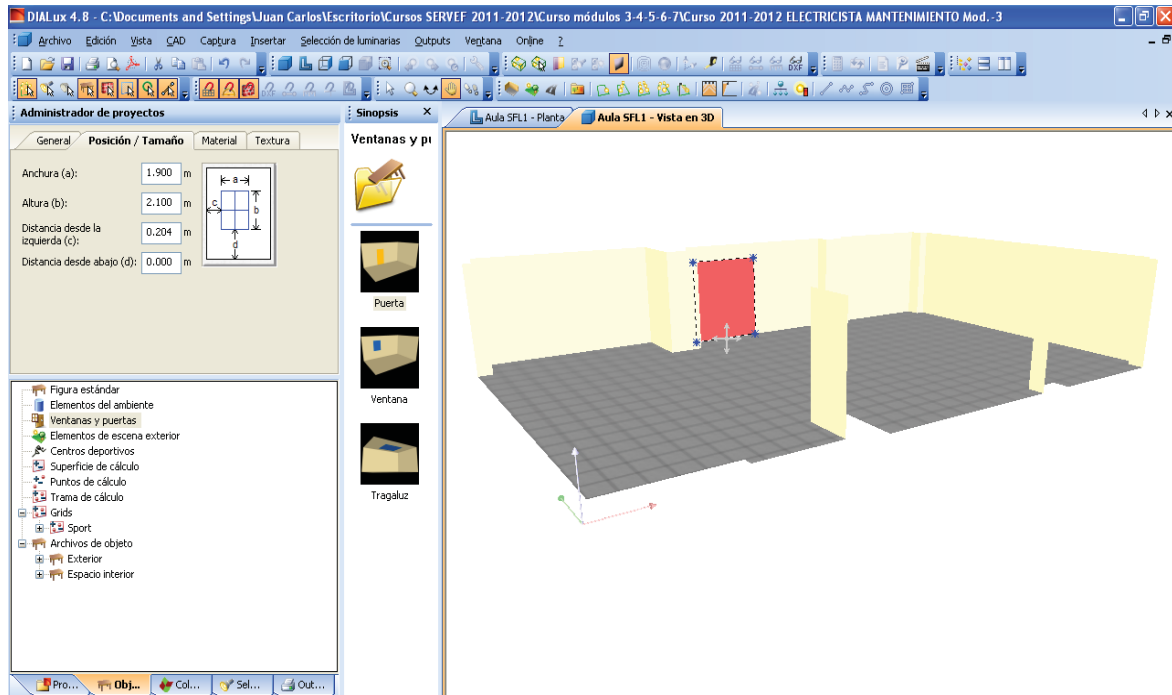 DIALux 4.8 - C:\Documents and Settings\Juan Carlos\Escritorio\Cursos SERVEF 2011-2012\Curso módulos 3-4-5-6-7\Curso 2011-2012 ELECTRICISTA MANTENIMIENTO Mod.-3
Archivo Edición Vista CAD Captura Insertar Selección de luminarias Outputs Ventana Online ?
DXF
Administrador de proyectos
General Posición / Tamaño Material Textura
Anchura (a): 1.900 m
Altura (b): 2.100 m
Distancia desde la
izquierda (c): 0.204 m
Distancia desde abajo (d): 0.000 m
a
c
b
d
Figura estándar
Elementos del ambiente
Ventanas y puertas
Elementos de escena exterior
Centros deportivos
Superficie de cálculo
Puntos de cálculo
Trama de cálculo
Grids
Sport
Archivos de objeto
Exterior
Espacio interior
Pro... Obj... Col... Sel... Out...
Sinopsis X
Ventanas y pu
Puerta
Ventana
Tragaluz
Aula SFL1 - Planta Aula SFL1 - Vista en 3D